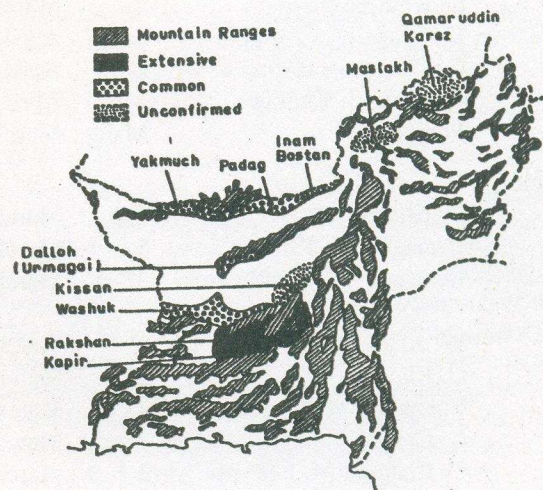 Mountain Ranges
Extensive
Common
Unconfirmed
Qamaruddin
Karez
Maslakh
Inam
Bostan
Padag
Yakmuch
Dalloh
(Urmagai)
Kissan
Washuk
Rakshan
Kapir